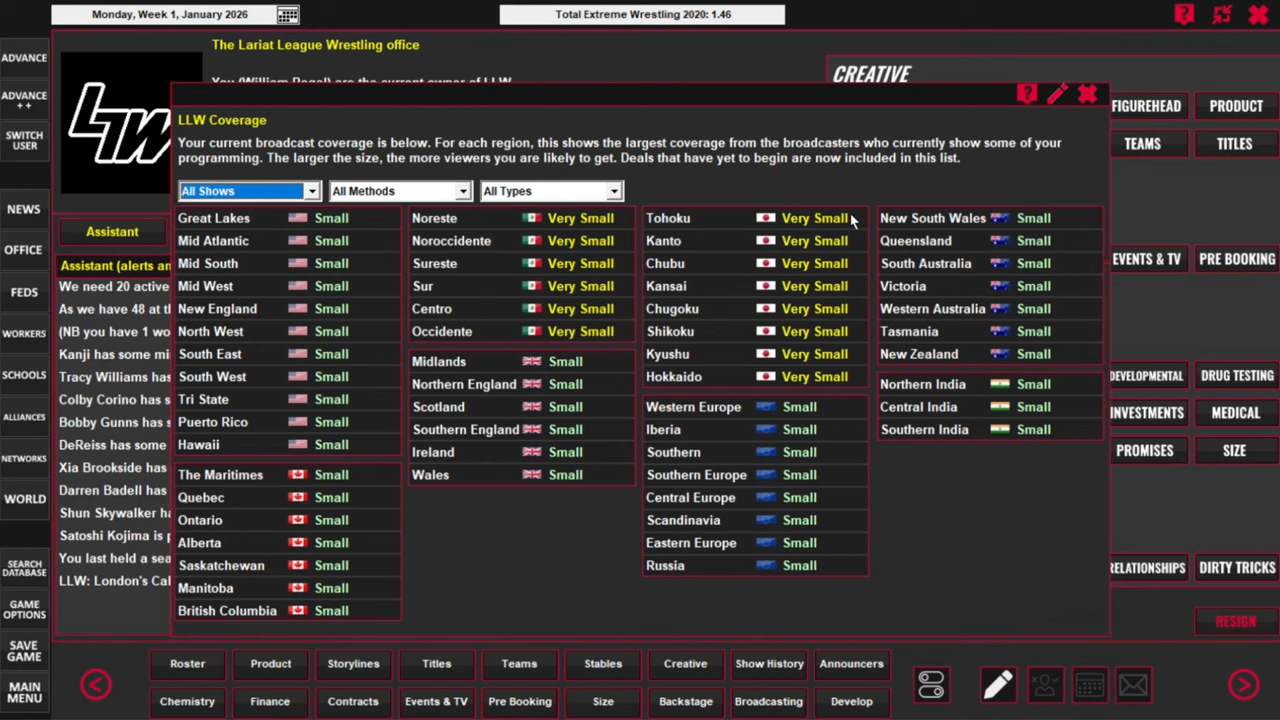 Monday, Week 1, January 2026
Total Extreme Wrestling 2020: 1.46
ADVANCE
ADVANCE
++
SWITCH
USER
NEWS
OFFICE
FEDS
WORKERS
SCHOOLS
ALLIANCES
NETWORKS
WORLD
SEARCH
DATABASE
GAME
OPTIONS
SAVE
GAME
MAIN
MENU
The Lariat League Wrestling office
LLW
Assistant
Assistant (alerts an
We need 20 active
As we have 48 at th
(NB you have 1 wo
Kanji has some mi
Tracy Williams has
Colby Corino has s
Bobby Gunns has s
DeReiss has some
Xia Brookside has
Darren Badell has
Shun Skywalker ha
Satoshi Kojima is p
You last held a sea
LLW: London's Cal
LLW Coverage
Your current broadcast coverage is below. For each region, this shows the largest coverage from the broadcasters who currently show some of your
programming. The larger the size, the more viewers you are likely to get. Deals that have yet to begin are now included in this list.
All Shows
All Methods
All Types
Great Lakes Small
Mid Atlantic Small
Mid South Small
Mid West Small
New England Small
North West Small
South East Small
South West Small
Tri State Small
Puerto Rico Small
Hawaii Small
The Maritimes Small
Quebec Small
Ontario Small
Alberta Small
Saskatchewan Small
Manitoba Small
British Columbia Small
Noreste Very Small
Noroccidente Very Small
Sureste Very Small
Sur Very Small
Centro Very Small
Occidente Very Small
Midlands Small
Northern England Small
Scotland Small
Southern England Small
Ireland Small
Wales Small
Tohoku Very Small
Kanto Very Small
Chubu Very Small
Kansai Very Small
Chugoku Very Small
Shikoku Very Small
Kyushu Very Small
Hokkaido Very Small
Western Europe Small
Iberia Small
Southern Small
Southern Europe Small
Central Europe Small
Scandinavia Small
Eastern Europe Small
Russia Small
New South Wales Small
Queensland Small
South Australia Small
Victoria Small
Western Australia Small
Tasmania Small
New Zealand Small
Northern India Small
Central India Small
Southern India Small
CREATIVE
FIGUREHEAD
PRODUCT
TEAMS
TITLES
EVENTS & TV
PRE BOOKING
DEVELOPMENTAL
DRUG TESTING
INVESTMENTS
MEDICAL
PROMISES
SIZE
RELATIONSHIPS
DIRTY TRICKS
RESIGN
Roster
Product
Storylines
Titles
Teams
Stables
Creative
Show History
Announcers
Chemistry
Finance
Contracts
Events & TV
Pre Booking
Size
Backstage
Broadcasting
Develop